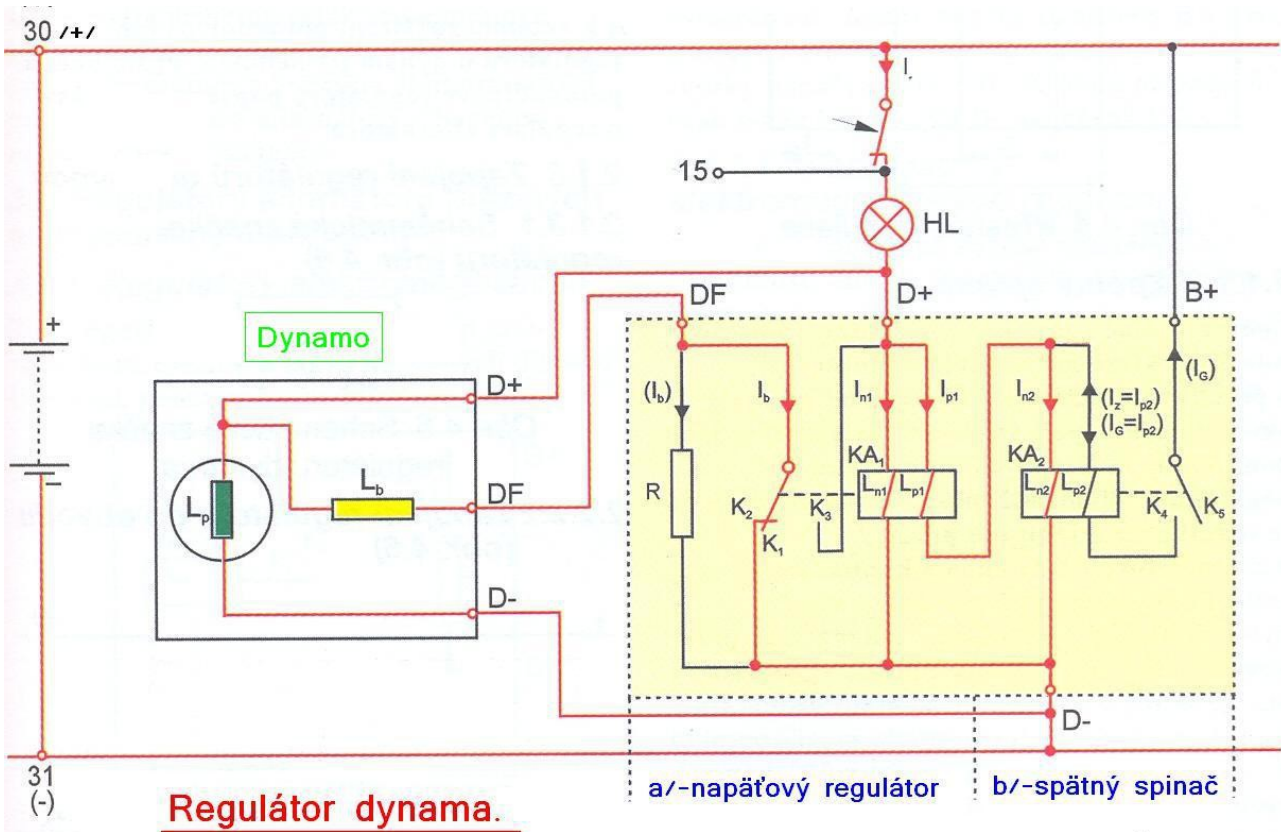 30 /+/
I
15
HL
DF
D+
B+
+
Dynamo
D+
(I_b)
I_b
I_n1
I_p1
I_n2
(I_z=I_p2)
(I_G=I_p2)
(I_G)
KA_1
KA_2
L_p
L_b
DF
R
K_2
K_1
K_3
L_n1
L_p1
L_n2
L_p2
K_4
K_5
D-
D-
31
(-)
a/-napäťový regulátor
b/-spätný spinač
Regulátor dynama.